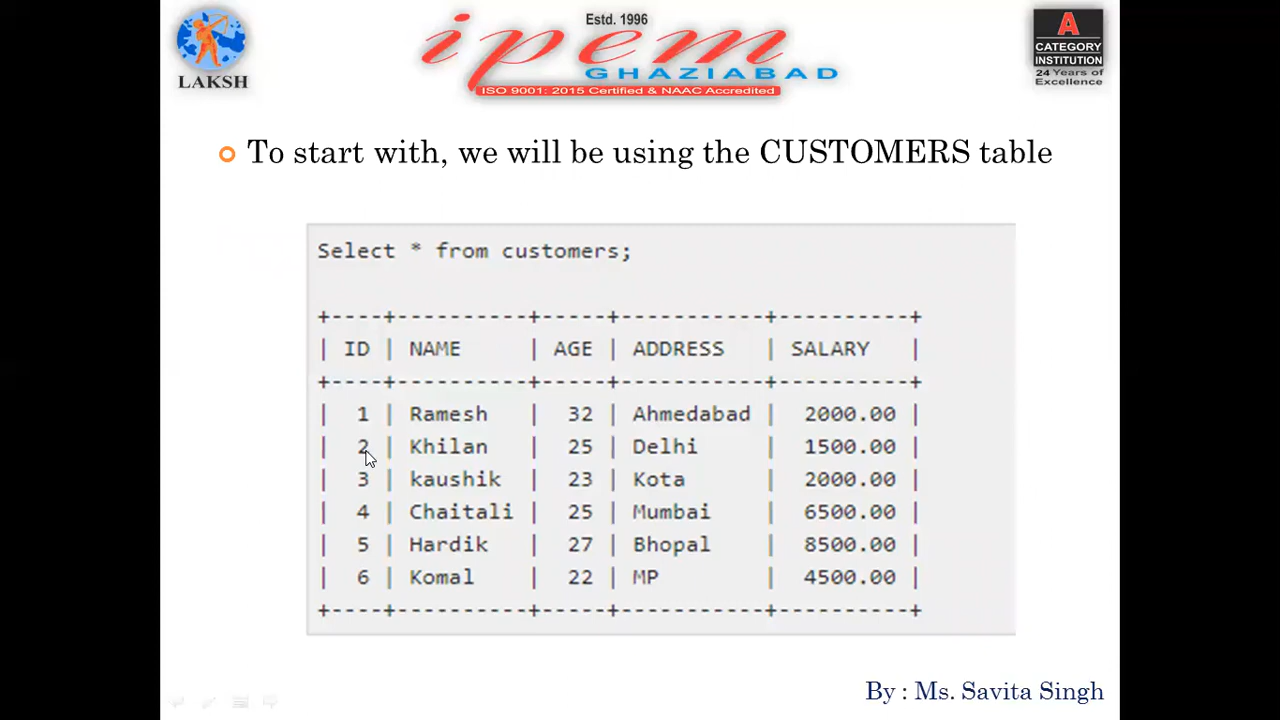 Estd. 1996
ipem
GHAZIABAD
ISO 9001: 2015 Certified & NAAC Accredited
LAKSH
A
CATEGORY
INSTITUTION
24 Years of
Excellence
To start with, we will be using the CUSTOMERS table
Select * from customers;
+----+----------+-----+-----------+----------+
| ID | NAME | AGE | ADDRESS | SALARY |
+----+----------+-----+-----------+----------+
| 1 | Ramesh | 32 | Ahmedabad | 2000.00 |
| 2 | Khilan | 25 | Delhi | 1500.00 |
| 3 | kaushik | 23 | Kota | 2000.00 |
| 4 | Chaitali | 25 | Mumbai | 6500.00 |
| 5 | Hardik | 27 | Bhopal | 8500.00 |
| 6 | Komal | 22 | MP | 4500.00 |
+----+----------+-----+-----------+----------+
By : Ms. Savita Singh